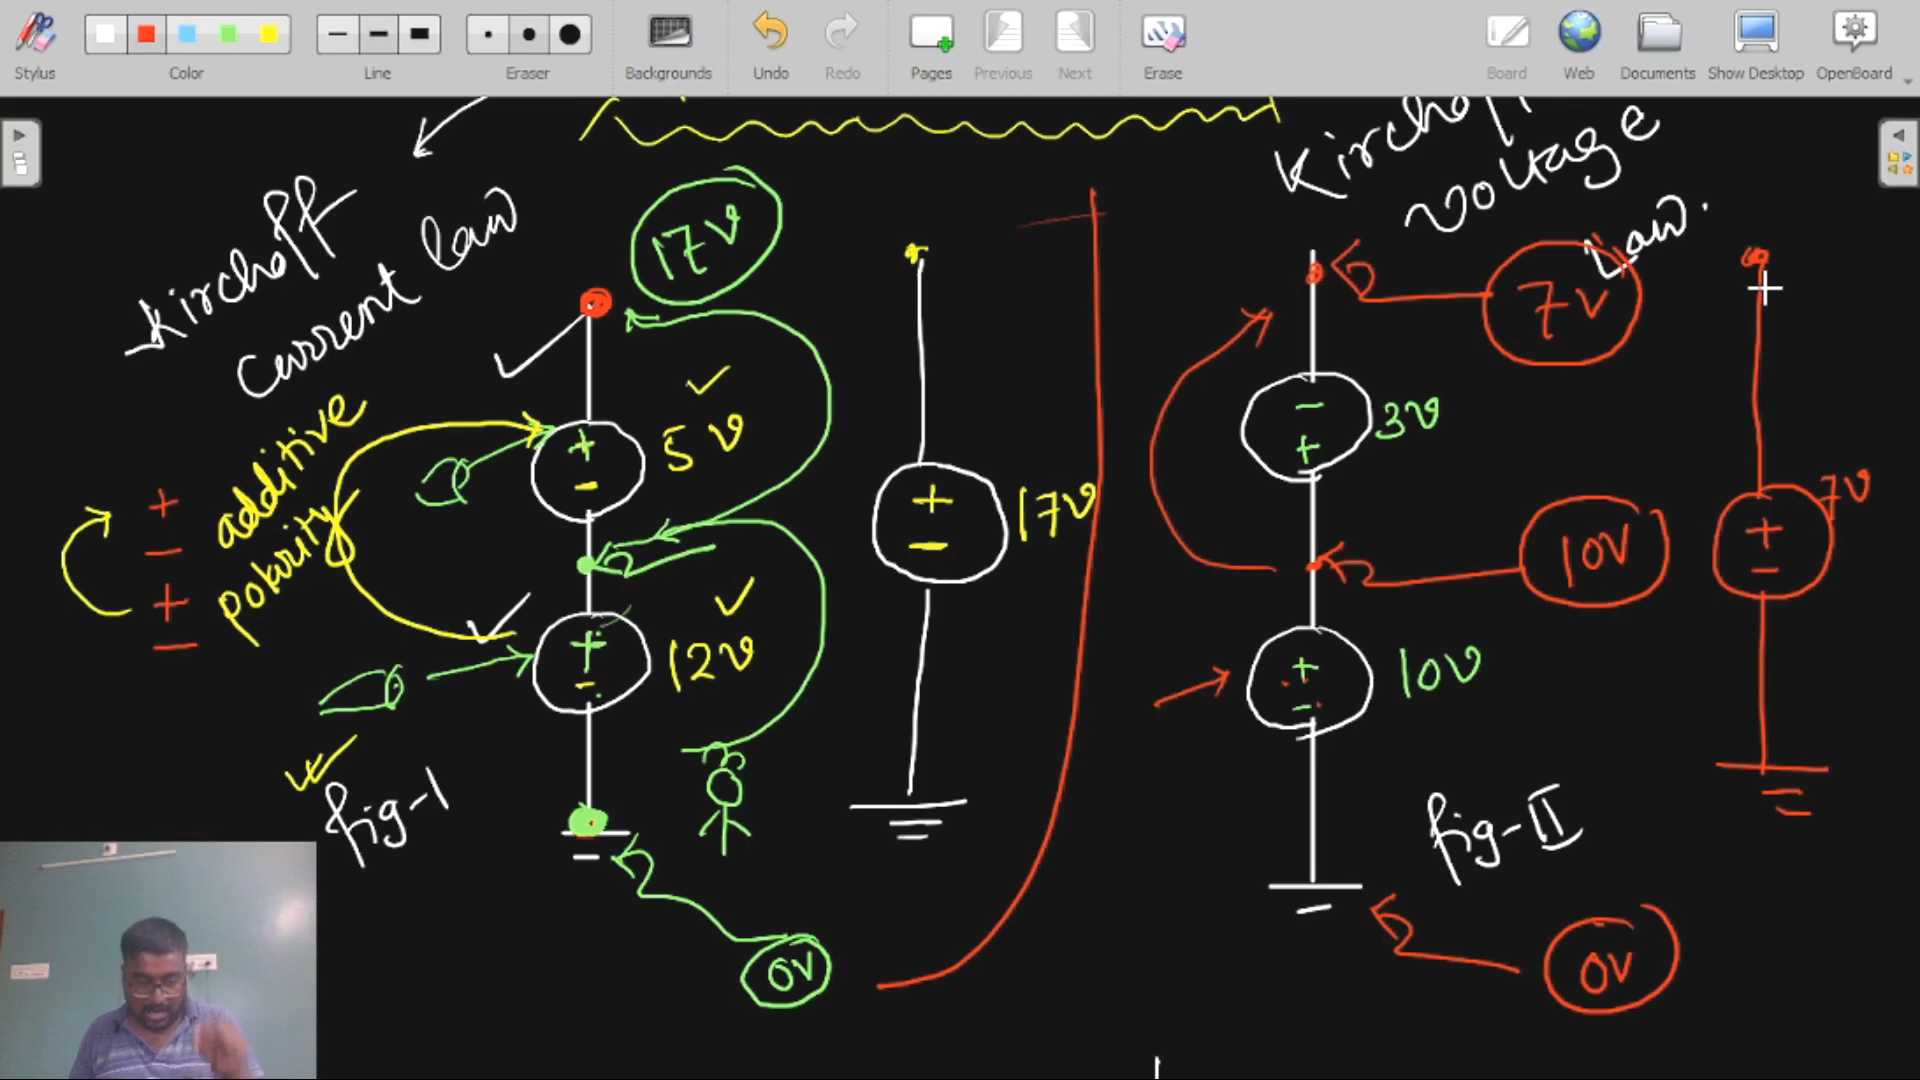 Stylus
Color
Line
Eraser
Backgrounds
Undo
Redo
Pages
Previous
Next
Erase
Board
Web
Documents
Show Desktop
OpenBoard
Kirchoff
current law
Kirchoff
voltage
Law.
17V
+
-
5V
+
-
12V
additive
polority
+
-
+
-
fig-1
0V
+
-
17V
7V
-
+
3V
10V
+
-
10V
fig-II
0V
+
-
7V